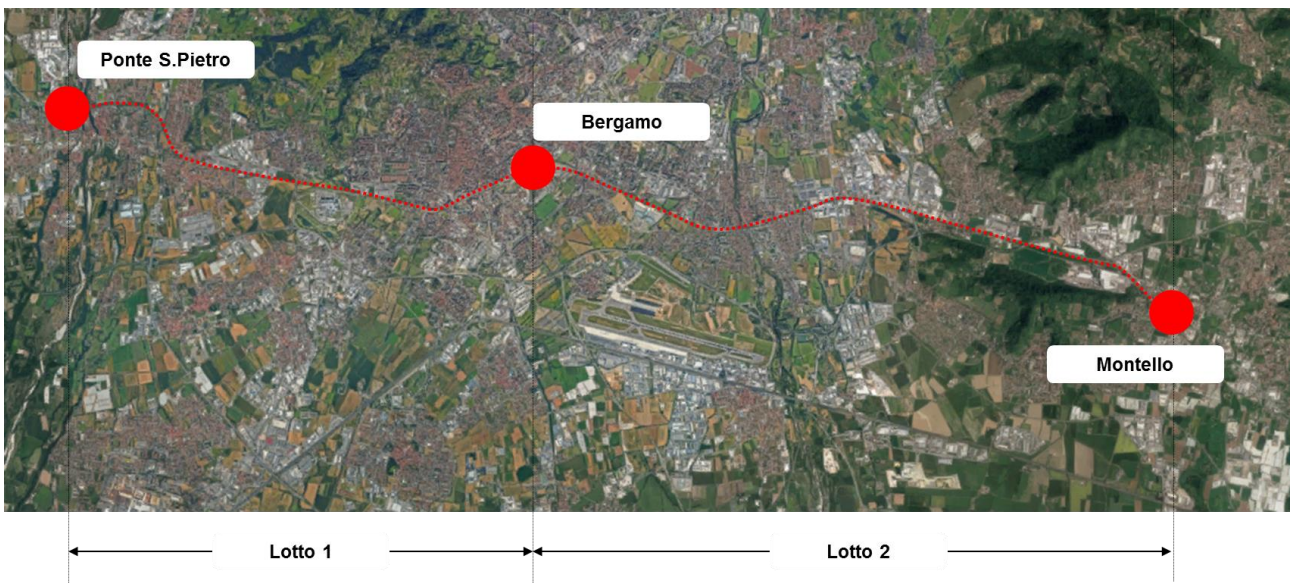 Ponte S.Pietro
Bergamo
Montello
Lotto 1
Lotto 2